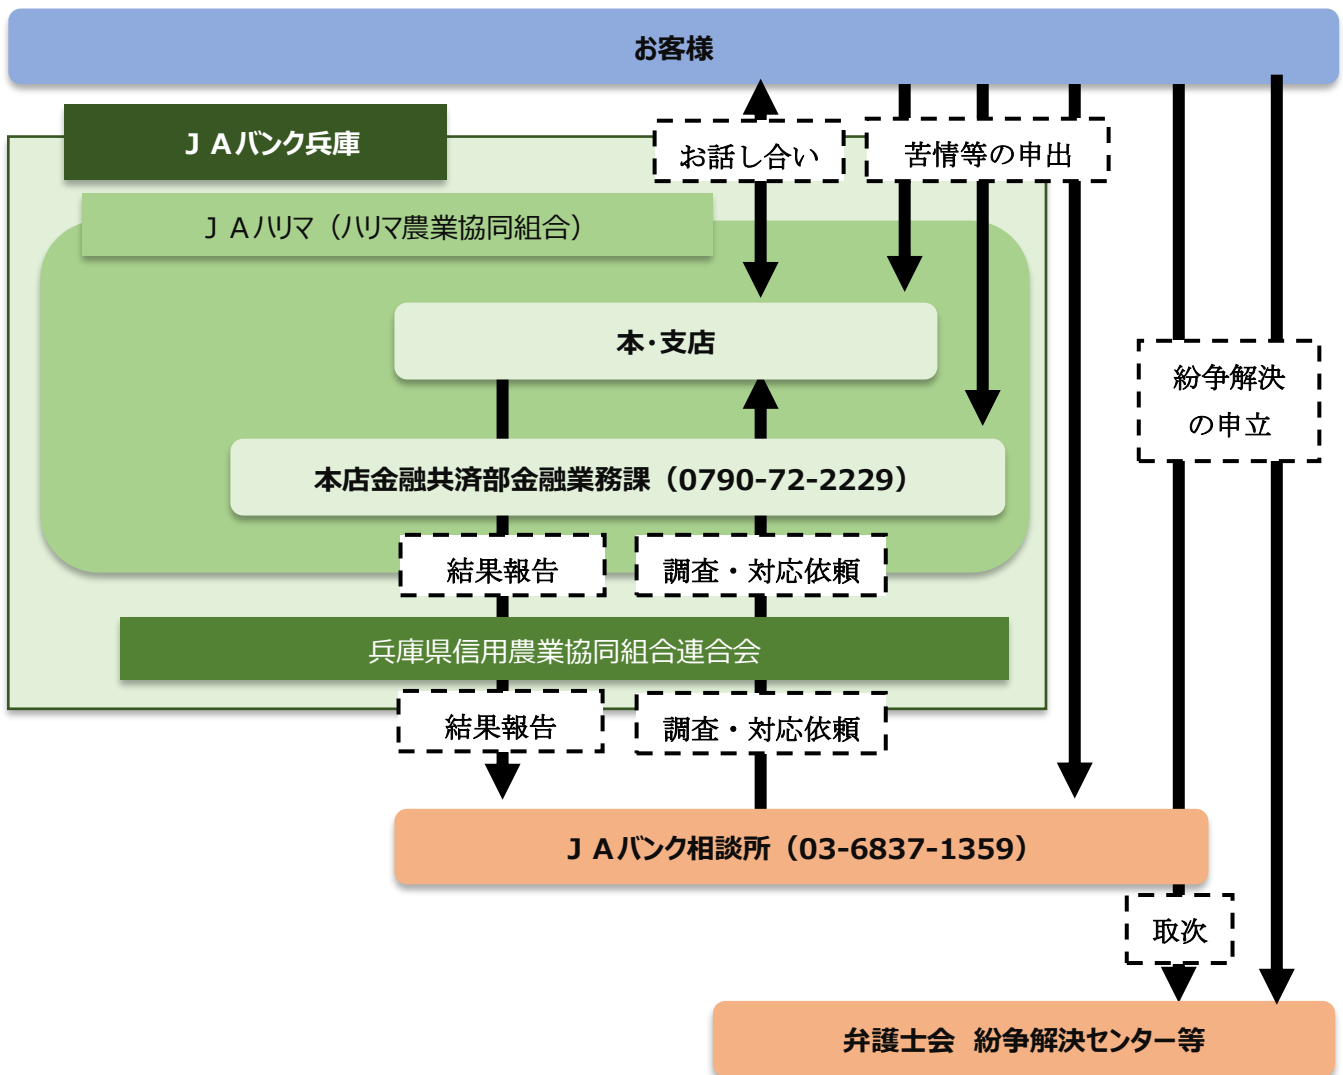 お客様
ＪＡバンク兵庫
お話し合い
苦情等の申出
ＪＡハリマ（ハリマ農業協同組合）
本・支店
紛争解決
の申立
本店金融共済部金融業務課（0790-72-2229）
結果報告
調査・対応依頼
兵庫県信用農業協同組合連合会
結果報告
調査・対応依頼
ＪＡバンク相談所（03-6837-1359）
取次
弁護士会　紛争解決センター等